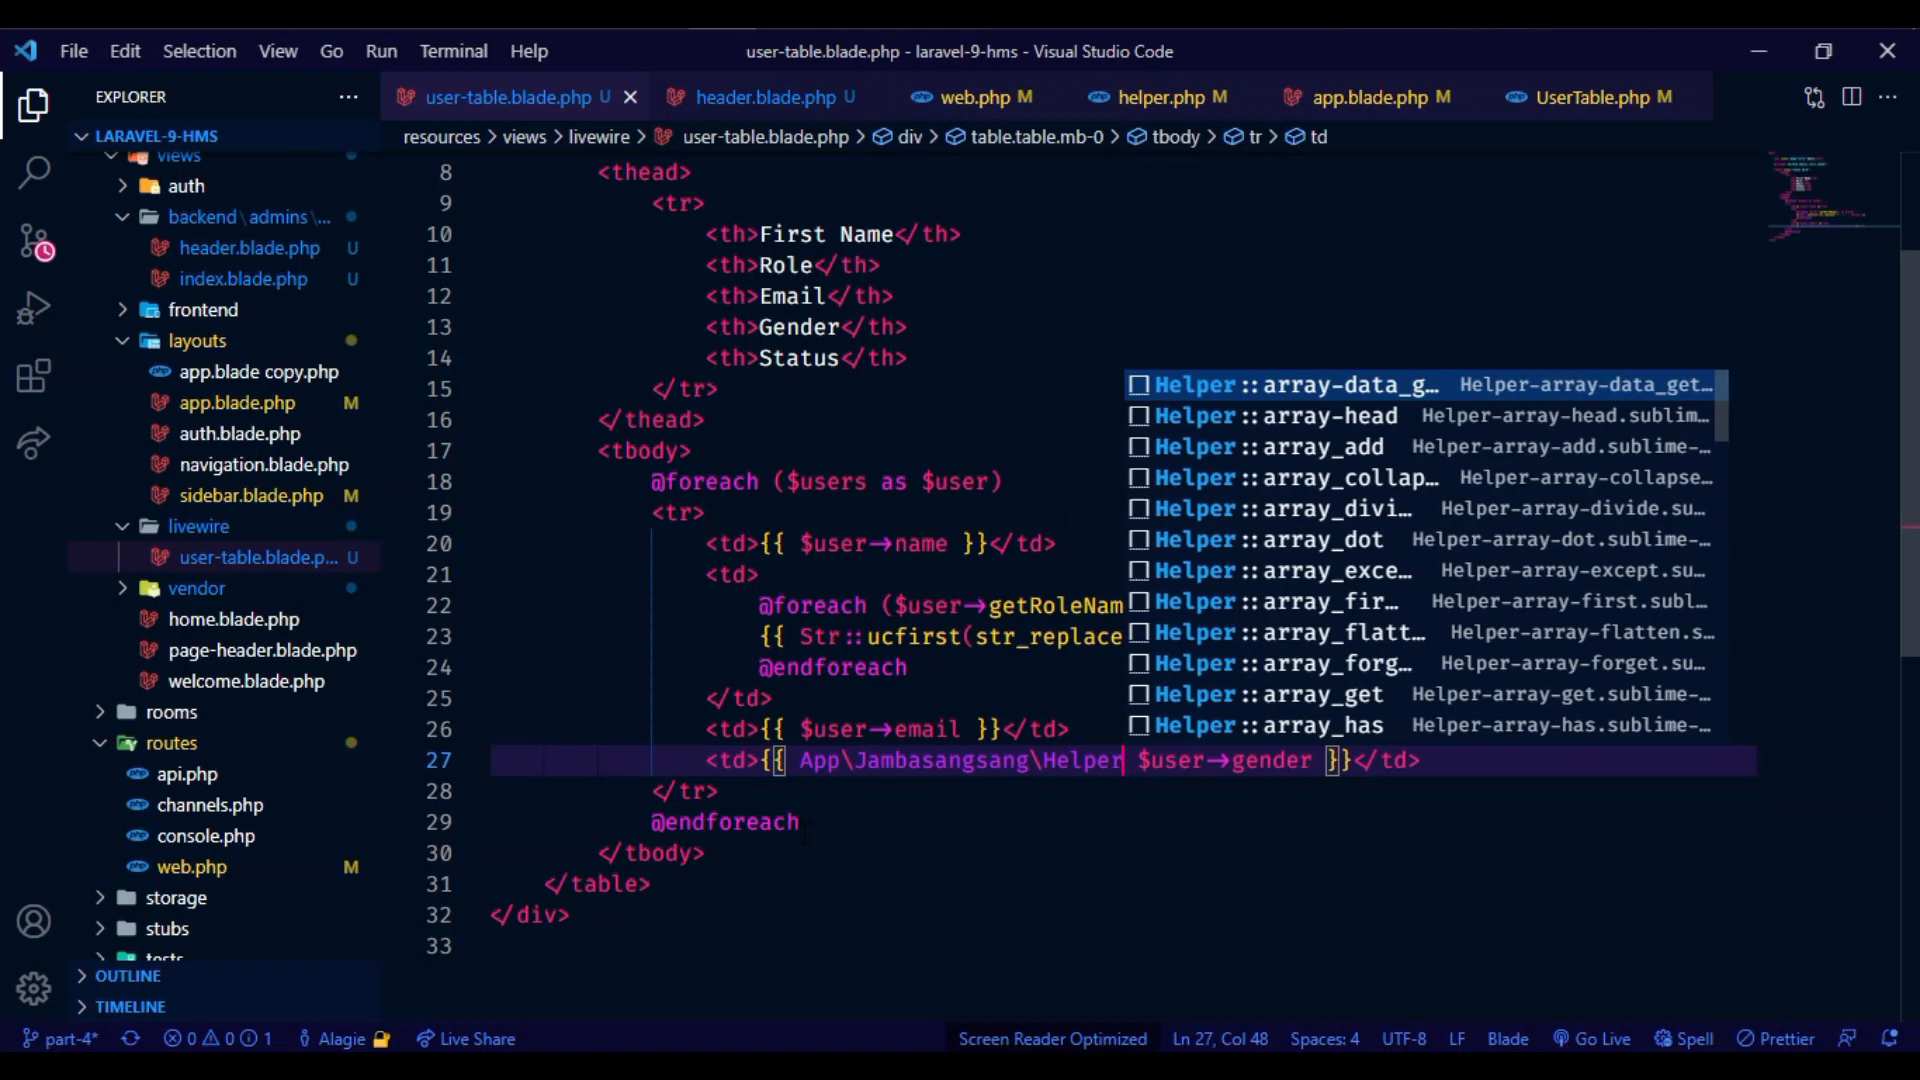 File Edit Selection View Go Run Terminal Help
user-table.blade.php - laravel-9-hms - Visual Studio Code
EXPLORER
user-table.blade.php U
header.blade.php U
web.php M
helper.php M
app.blade.php M
UserTable.php M
LARAVEL-9-HMS
resources > views > livewire > user-table.blade.php > div > table.table.mb-0 > tbody > tr > td
views
auth
backend\admins\...
header.blade.php U
index.blade.php U
frontend
layouts
app.blade copy.php
app.blade.php M
auth.blade.php
navigation.blade.php
sidebar.blade.php M
livewire
user-table.blade.p... U
vendor
home.blade.php
page-header.blade.php
welcome.blade.php
rooms
routes
api.php
channels.php
console.php
web.php M
storage
stubs
tests
OUTLINE
TIMELINE
8 <thead>
9 <tr>
10 <th>First Name</th>
11 <th>Role</th>
12 <th>Email</th>
13 <th>Gender</th>
14 <th>Status</th>
15 </tr>
16 </thead>
17 <tbody>
18 @foreach ($users as $user)
19 <tr>
20 <td>{{ $user->name }}</td>
21 <td>
22 @foreach ($user->getRoleNam
23 {{ Str::ucfirst(str_replace
24 @endforeach
25 </td>
26 <td>{{ $user->email }}</td>
27 <td>{{ App\Jambasangsang\Helper $user->gender }}</td>
28 </tr>
29 @endforeach
30 </tbody>
31 </table>
32 </div>
33
Helper::array-data_g... Helper-array-data_get...
Helper::array-head Helper-array-head.sublim...
Helper::array_add Helper-array-add.sublime-...
Helper::array_collap... Helper-array-collapse...
Helper::array_divi... Helper-array-divide.su...
Helper::array_dot Helper-array-dot.sublime-...
Helper::array_exce... Helper-array-except.su...
Helper::array_fir... Helper-array-first.subl...
Helper::array_flatt... Helper-array-flatten.s...
Helper::array_forg... Helper-array-forget.su...
Helper::array_get Helper-array-get.sublime-...
Helper::array_has Helper-array-has.sublime-...
part-4* 0 0 1 Alagie Live Share
Screen Reader Optimized Ln 27, Col 48 Spaces: 4 UTF-8 LF Blade Go Live Spell Prettier